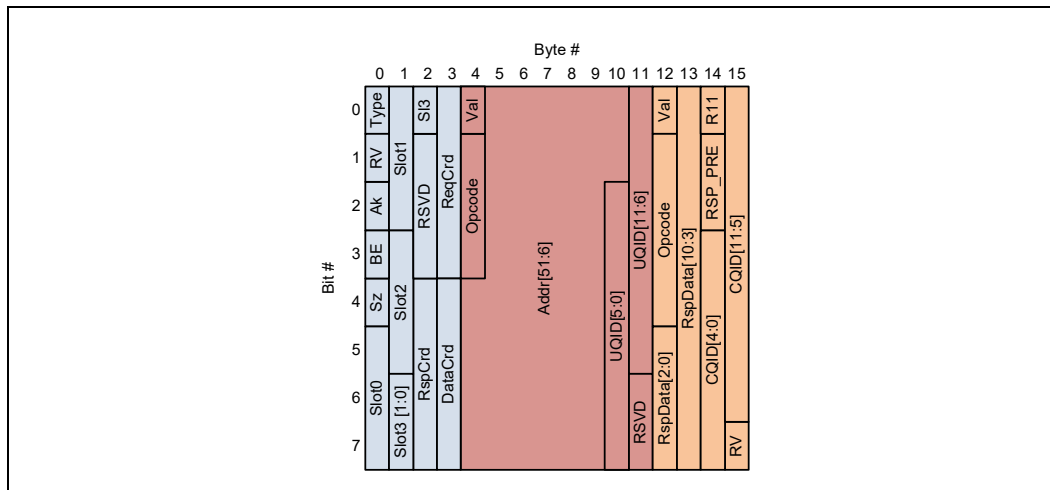 Byte #
0 1 2 3 4 5 6 7 8 9 10 11 12 13 14 15
Bit #
0
1
2
3
4
5
6
7
Type
RV
Ak
BE
Sz
Slot0
Slot1
Slot2
Slot3 [1:0]
Sl3
RSVD
RspCrd
ReqCrd
DataCrd
Val
Opcode
Addr[51:6]
UQID[5:0]
UQID[11:6]
RSVD
Val
Opcode
RspData[2:0]
RspData[10:3]
R11
RSP_PRE
CQID[4:0]
CQID[11:5]
RV